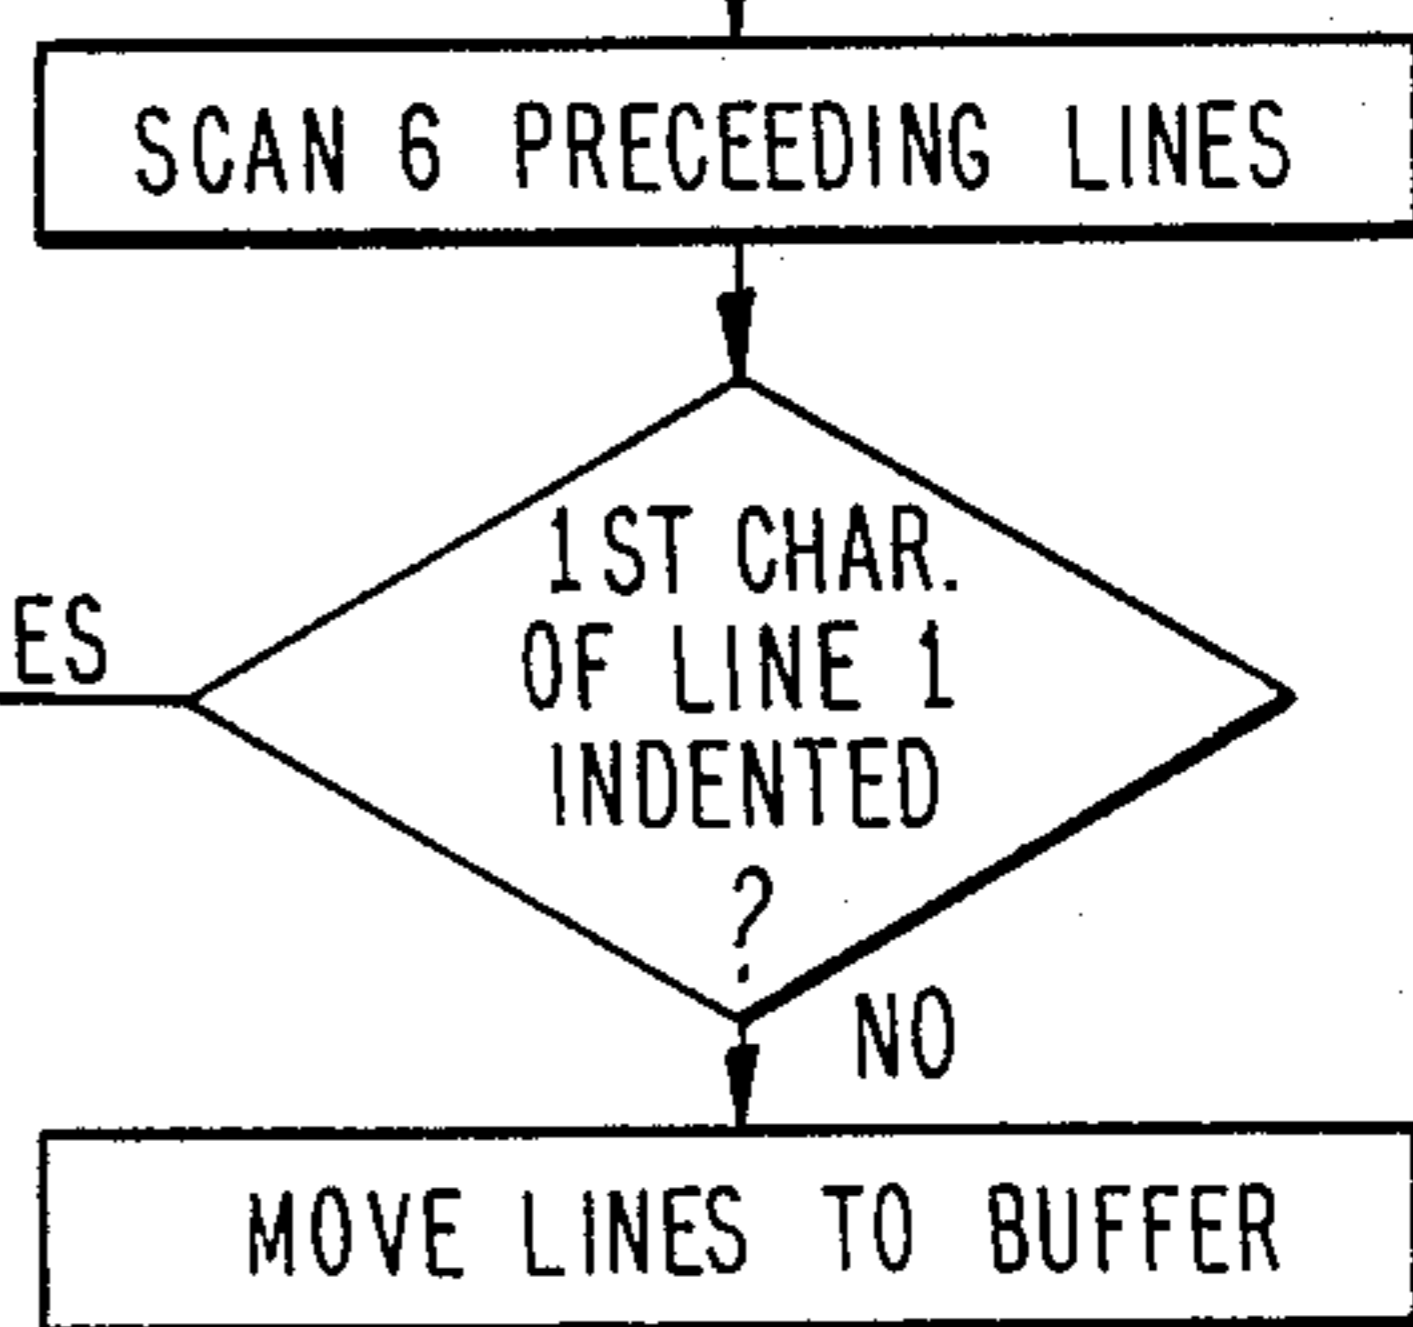 SCAN 6 PRECEEDING LINES
1ST CHAR.
OF LINE 1
INDENTED
?
ES
NO
MOVE LINES TO BUFFER